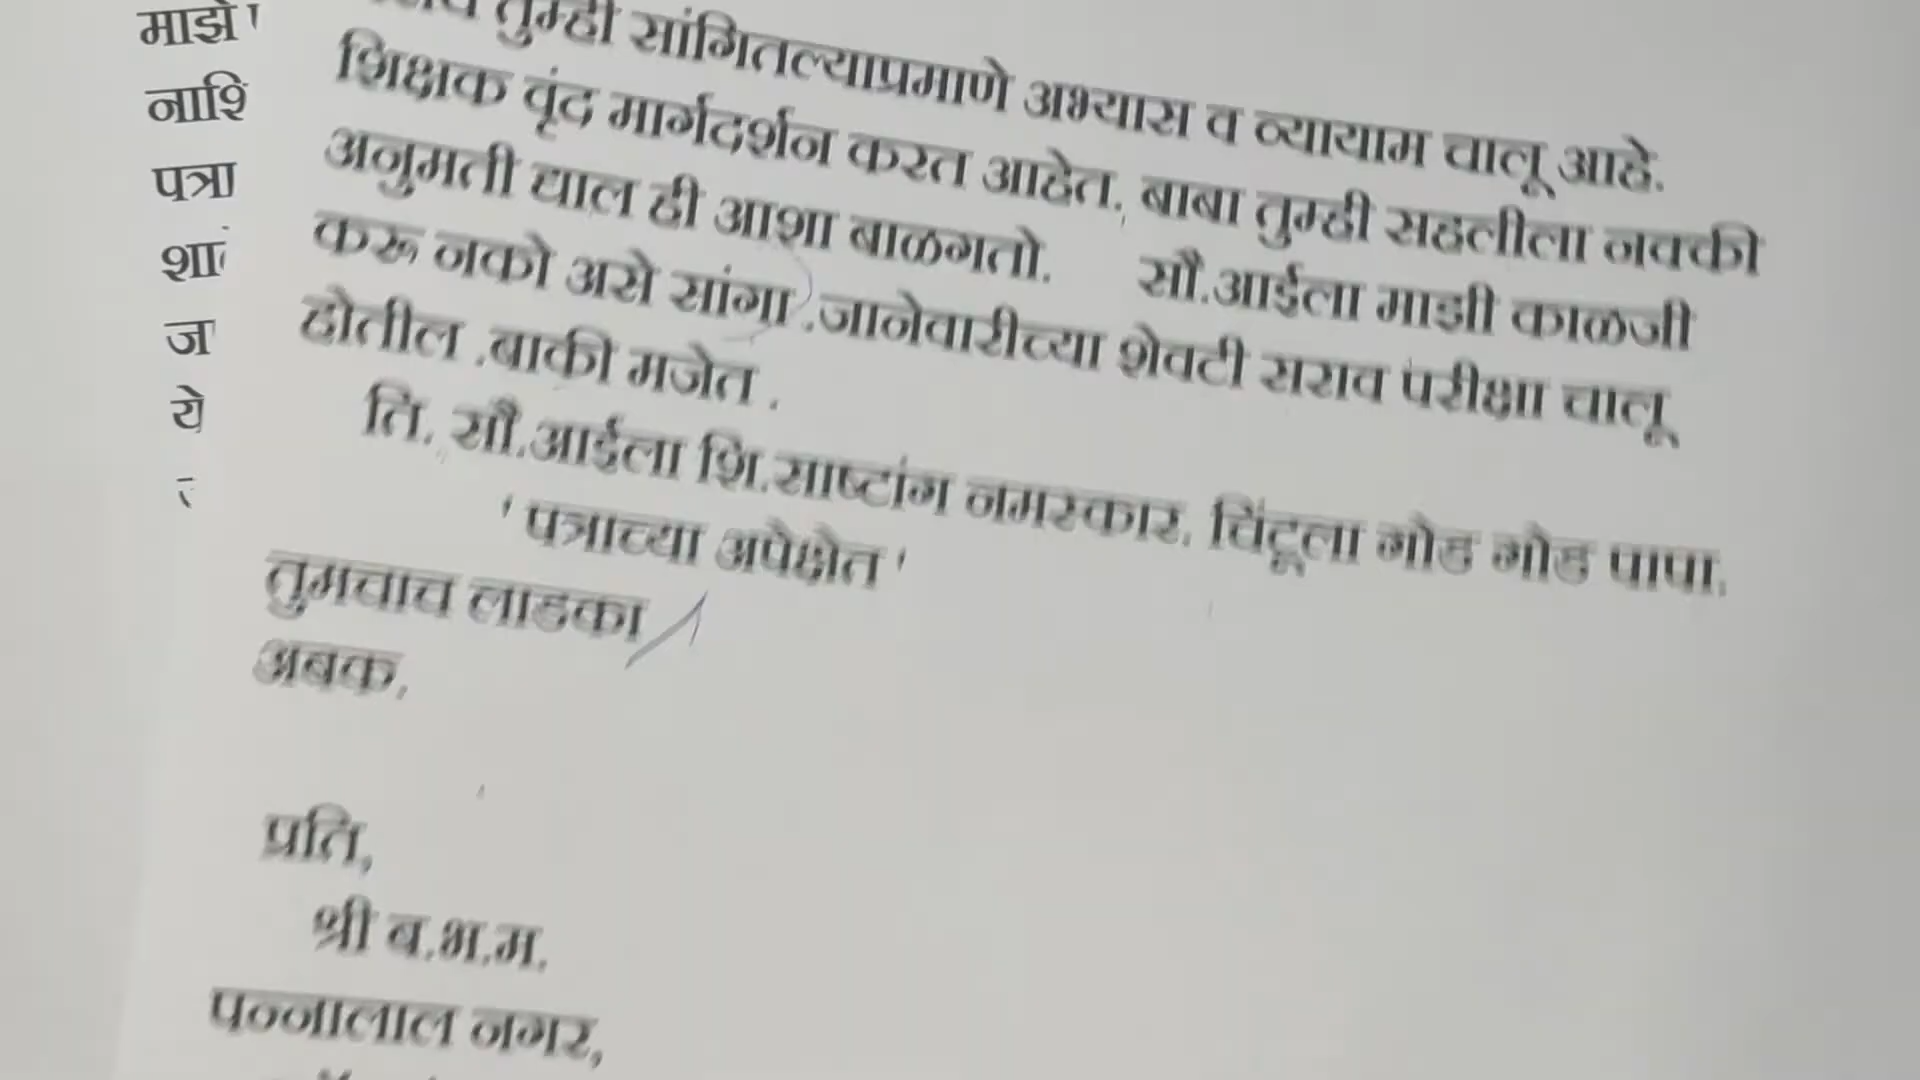 माझे
नाशि
पत्रा
शा
ज
ये
तुम्ही सांगितल्याप्रमाणे अभ्यास व व्यायाम चालू आहे.
शिक्षक वृंद मार्गदर्शन करत आहेत. बाबा तुम्ही सहलीला नक्की
अनुमती द्याल ही आशा बाळगतो. सौ.आईला माझी काळजी
करू नको असे सांगा .जानेवारीच्या शेवटी सराव परीक्षा चालू
होतील .बाकी मजेत .
ति. सौ.आईला शि.साष्टांग नमस्कार. चिंटूला गोड गोड पापा.
' पत्राच्या अपेक्षेत '
तुमचाच लाडका
अबक.
प्रति,
श्री ब.भ.म.
पन्नालाल नगर,